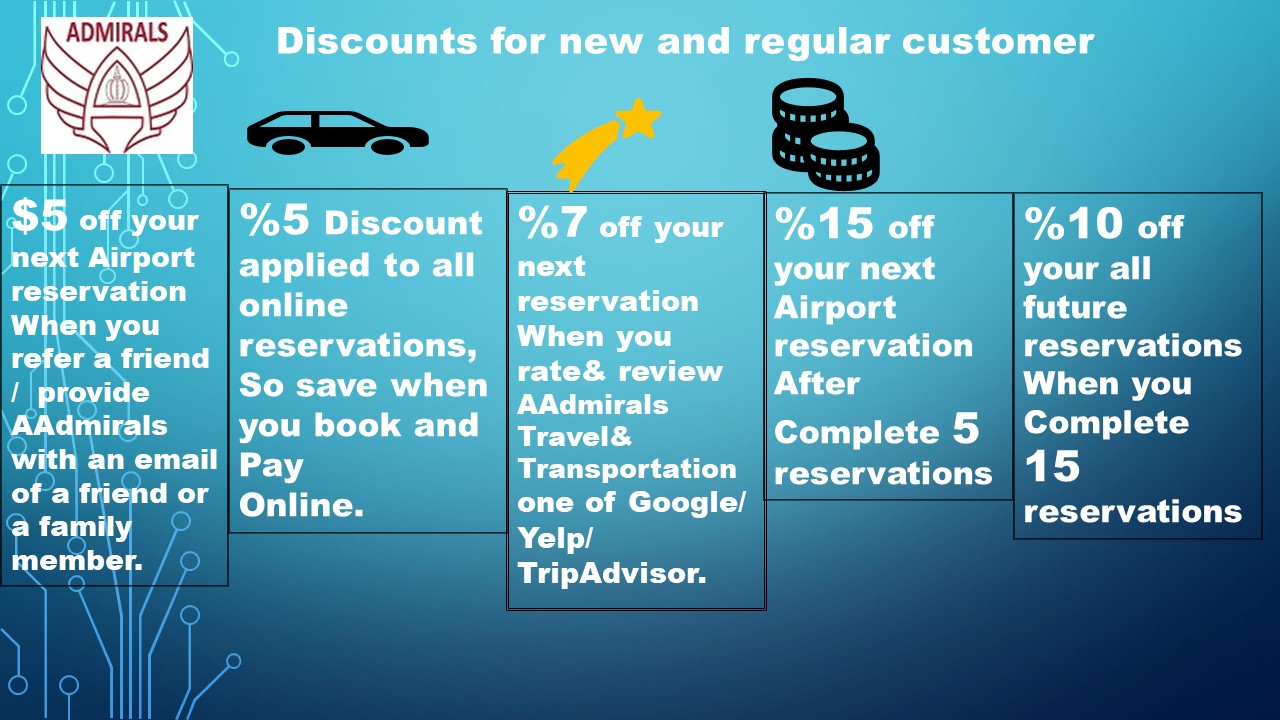 ADMIRALS
Discounts for new and regular customer
$5 off your
next Airport
reservation
When you
refer a friend
/ provide
AAdmirals
with an email
of a friend or
a family
member.
%5 Discount
applied to all
online
reservations,
So save when
you book and
Pay
Online.
%7 off your
next
reservation
When you
rate& review
AAdmirals
Travel&
Transportation
one of Google/
Yelp/
TripAdvisor.
%15 off
your next
Airport
reservation
After
Complete 5
reservations
%10 off
your all
future
reservations
When you
Complete
15
reservations